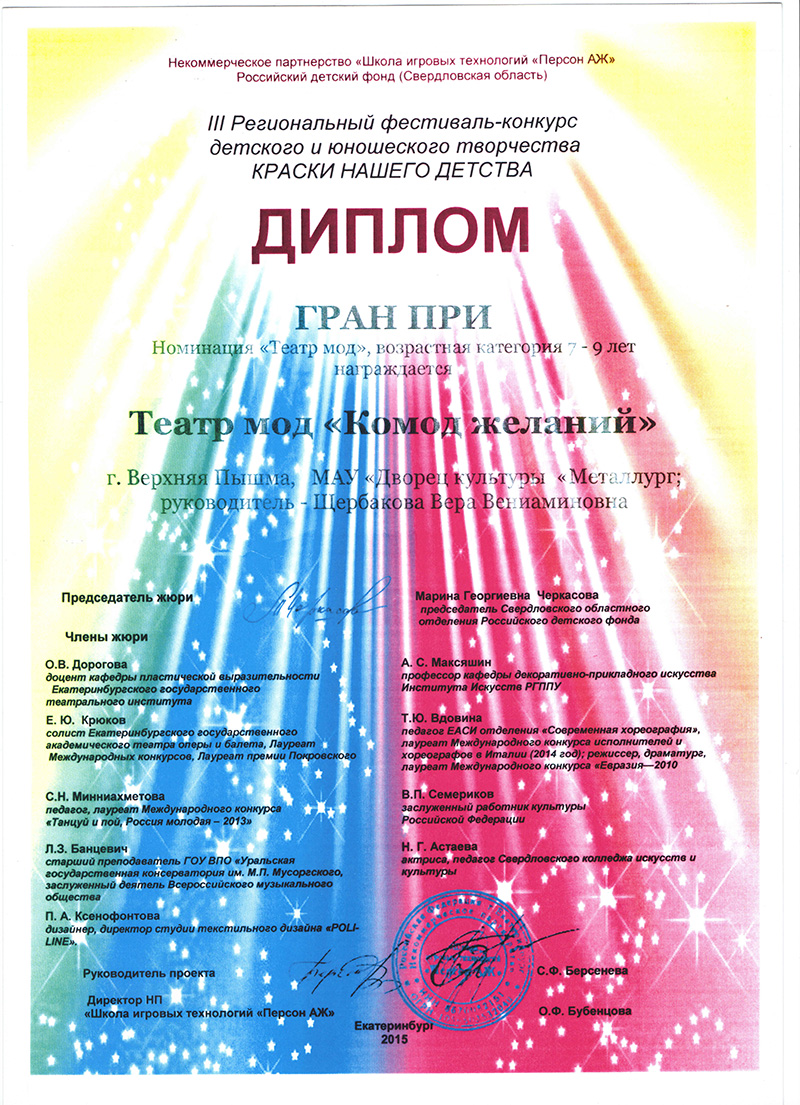 Некоммерческое партнерство «Школа игровых технологий «Персон АЖ»
Российский детский фонд (Свердловская область)
III Региональный фестиваль-конкурс
детского и юношеского творчества
КРАСКИ НАШЕГО ДЕТСТВА
ДИПЛОМ
ГРАН ПРИ
Номинация «Театр мод», возрастная категория 7 - 9 лет
награждается
Театр мод «Комод желаний»
г. Верхняя Пышма, МАУ «Дворец культуры «Металлург;
руководитель - Щербакова Вера Вениаминовна
Председатель жюри
Марина Георгиевна Черкасова
председатель Свердловского областного
отделения Российского детского фонда
Члены жюри
О.В. Дорогова
доцент кафедры пластической выразительности
Екатеринбургского государственного
театрального института
А. С. Максяшин
профессор кафедры декоративно-прикладного искусства
Института Искусств РГППУ
Е. Ю. Крюков
солист Екатеринбургского государственного
академического театра оперы и балета, Лауреат
Международных конкурсов, Лауреат премии Покровского
Т.Ю. Вдовина
педагог ЕАСИ отделения «Современная хореография»,
лауреат Международного конкурса исполнителей и
хореографов в Италии (2014 год); режиссер, драматург,
лауреат Международного конкурса «Евразия—2010
С.Н. Минниахметова
педагог, лауреат Международного конкурса
«Танцуй и пой, Россия молодая – 2013»
В.П. Семериков
заслуженный работник культуры
Российской Федерации
Л.З. Банцевич
старший преподаватель ГОУ ВПО «Уральская
государственная консерватория им. М.П. Мусоргского,
заслуженный деятель Всероссийского музыкального
общества
Н. Г. Астаева
актриса, педагог Свердловского колледжа искусств и
культуры
П. А. Ксенофонтова
дизайнер, директор студии текстильного дизайна «POLI-
LINE».
Руководитель проекта
С.Ф. Берсенева
Директор НП
«Школа игровых технологий «Персон АЖ»
О.Ф. Бубенцова
Екатеринбург
2015